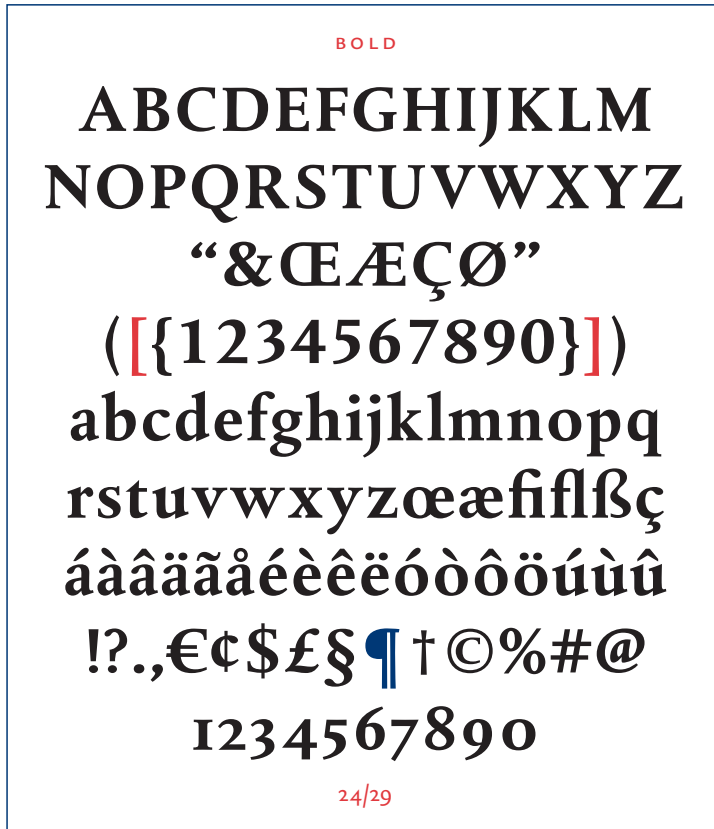 BOLD
ABCDEFGHIJKLM
NOPQRSTUVWXYZ
“&ŒÆÇØ”
([{1234567890}])
abcdefghijklmnopq
rstuvwxyzœæfiflßç
áàâäãåéèêëóòôöúùû
!?.,€¢$£§¶†©%#@
1234567890
24/29